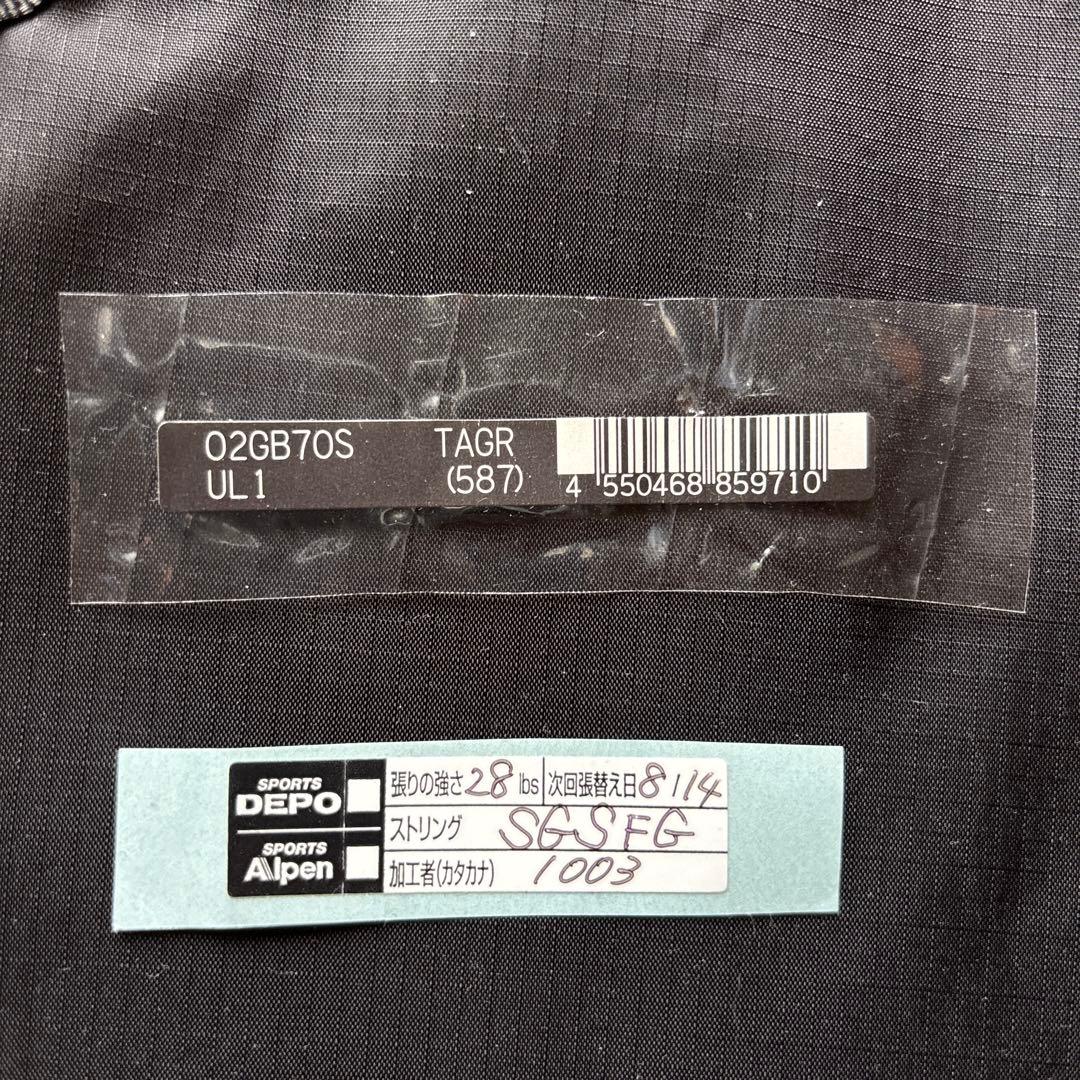 02GB70S TAGR
UL1 (587)
4 550468 859710
SPORTS DEPO
SPORTS Alpen
張りの強さ 28 lbs 次回張替え日 8/14
ストリング SGSFG
加工者(カタカナ) 1003